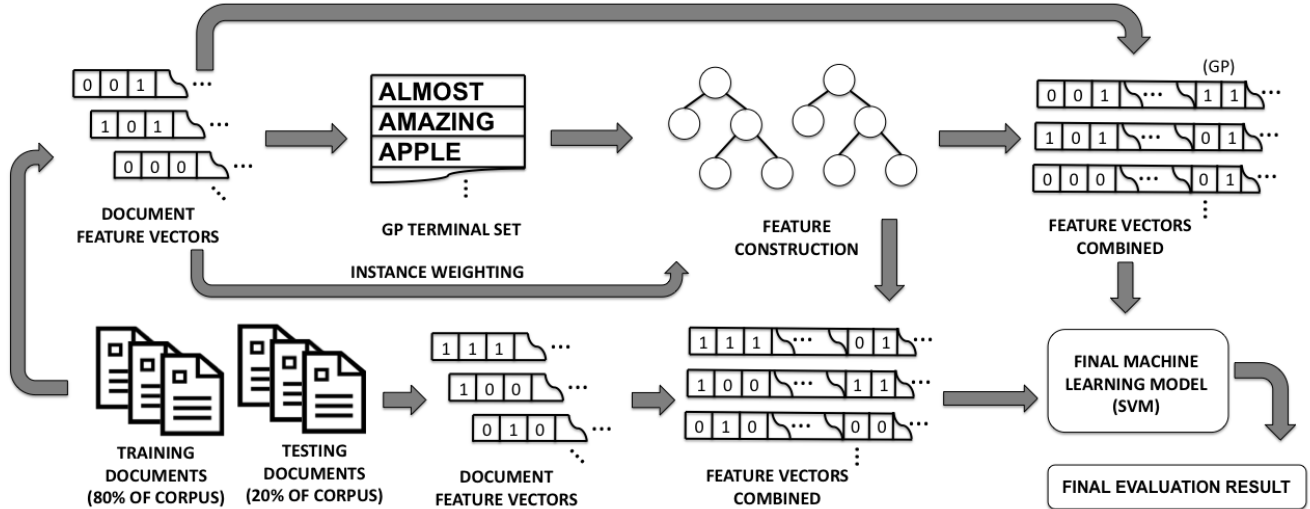 (GP)
0 0 1 ...
1 0 1 ...
0 0 0 ...
DOCUMENT
FEATURE VECTORS
ALMOST
AMAZING
APPLE
GP TERMINAL SET
FEATURE
CONSTRUCTION
0 0 1 ... 1 1 ...
1 0 1 ... 0 1 ...
0 0 0 ... 0 1 ...
FEATURE VECTORS
COMBINED
INSTANCE WEIGHTING
TRAINING
DOCUMENTS
(80% OF CORPUS)
TESTING
DOCUMENTS
(20% OF CORPUS)
1 1 1 ...
1 0 0 ...
0 1 0 ...
DOCUMENT
FEATURE VECTORS
1 1 1 ... 0 1 ...
1 0 0 ... 1 1 ...
0 1 0 ... 0 0 ...
FEATURE VECTORS
COMBINED
FINAL MACHINE
LEARNING MODEL
(SVM)
FINAL EVALUATION RESULT